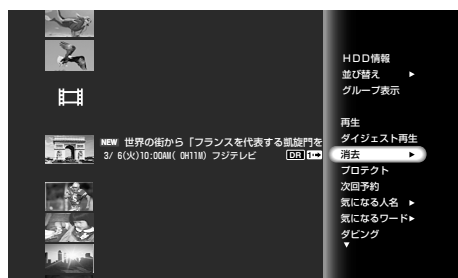 NEW 世界の街から「フランスを代表する凱旋門を
3/ 6(火)10:00AM( 0H11M) フジテレビ DR 1
HDD情報
並び替え ▶
グループ表示
再生
ダイジェスト再生
消去 ▶
プロテクト
次回予約
気になる人名 ▶
気になるワード▶
ダビング
▼